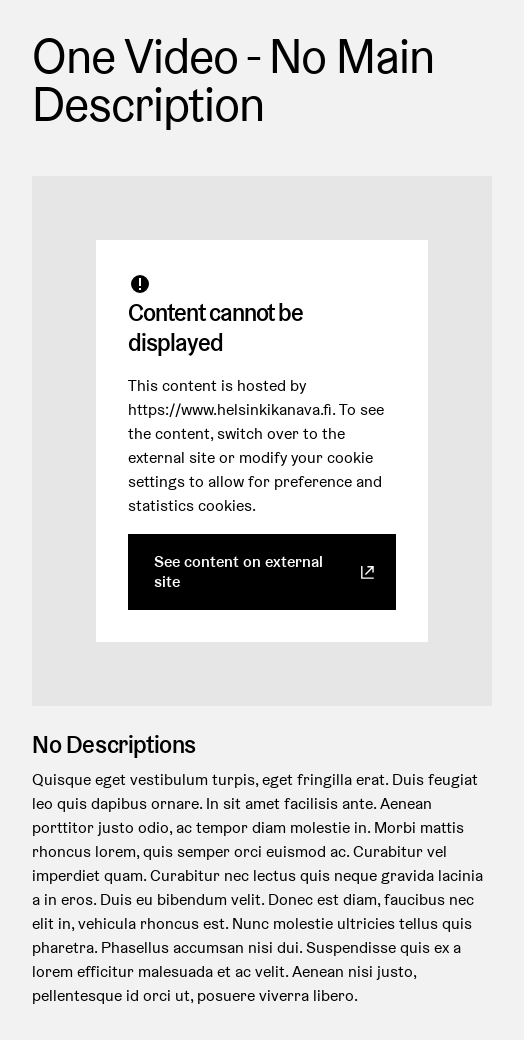 One Video - No Main
Description
Content cannot be
displayed
This content is hosted by
https://www.helsinkikanava.fi. To see
the content, switch over to the
external site or modify your cookie
settings to allow for preference and
statistics cookies.
See content on external
site
No Descriptions
Quisque eget vestibulum turpis, eget fringilla erat. Duis feugiat
leo quis dapibus ornare. In sit amet facilisis ante. Aenean
porttitor justo odio, ac tempor diam molestie in. Morbi mattis
rhoncus lorem, quis semper orci euismod ac. Curabitur vel
imperdiet quam. Curabitur nec lectus quis neque gravida lacinia
a in eros. Duis eu bibendum velit. Donec est diam, faucibus nec
elit in, vehicula rhoncus est. Nunc molestie ultricies tellus quis
pharetra. Phasellus accumsan nisi dui. Suspendisse quis ex a
lorem efficitur malesuada et ac velit. Aenean nisi justo,
pellentesque id orci ut, posuere viverra libero.